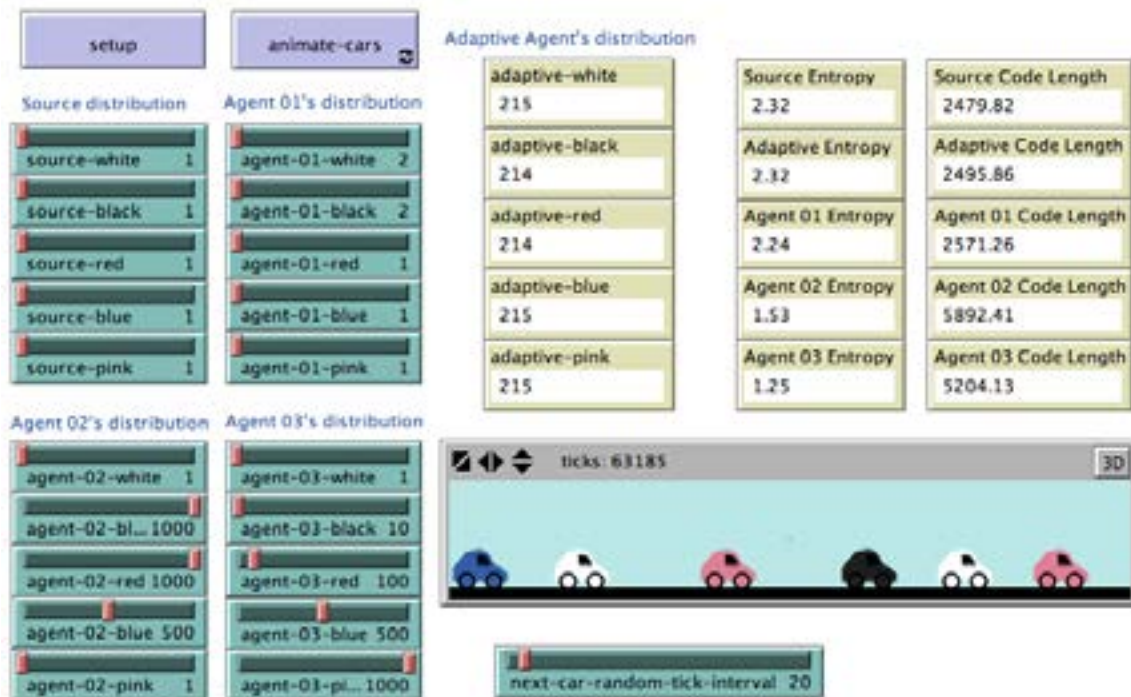 setup
animate-cars
Adaptive Agent's distribution
Source distribution
Agent 01's distribution
source-white 1
source-black 1
source-red 1
source-blue 1
source-pink 1
agent-01-white 2
agent-01-black 2
agent-01-red 1
agent-01-blue 1
agent-01-pink 1
adaptive-white
215
adaptive-black
214
adaptive-red
214
adaptive-blue
215
adaptive-pink
215
Source Entropy
2.32
Adaptive Entropy
2.32
Agent 01 Entropy
2.24
Agent 02 Entropy
1.53
Agent 03 Entropy
1.25
Source Code Length
2479.82
Adaptive Code Length
2495.86
Agent 01 Code Length
2571.26
Agent 02 Code Length
5892.41
Agent 03 Code Length
5204.13
Agent 02's distribution
Agent 03's distribution
agent-02-white 1
agent-02-bl... 1000
agent-02-red 1000
agent-02-blue 500
agent-02-pink 1
agent-03-white 1
agent-03-black 10
agent-03-red 100
agent-03-blue 500
agent-03-pi... 1000
ticks: 63185
3D
next-car-random-tick-interval 20